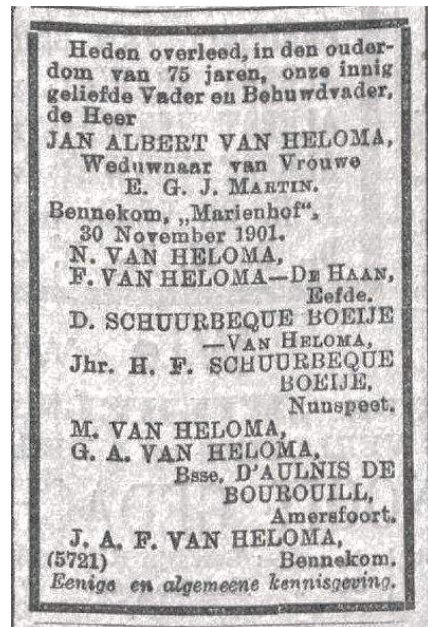 Heden overleed, in den ouder-
dom van 75 jaren, onze innig
geliefde Vader en Behuwdvader,
de Heer
JAN ALBERT VAN HELOMA,
Weduwnaar van Vrouwe
E. G. J. MARTIN.
Bennekom, „Marienhof“,
30 November 1901.
N. VAN HELOMA,
F. VAN HELOMA—DE HAAN,
Eefde.
D. SCHUURBEQUE BOEIJE
—VAN HELOMA,
Jhr. H. F. SCHUURBEQUE
BOEIJE,
Nunspeet.
M. VAN HELOMA,
G. A. VAN HELOMA,
Bsse. D'AULNIS DE
BOUROUILL,
Amersfoort.
J. A. F. VAN HELOMA,
(5721) Bennekom.
Eenige en algemeene kennisgeving.